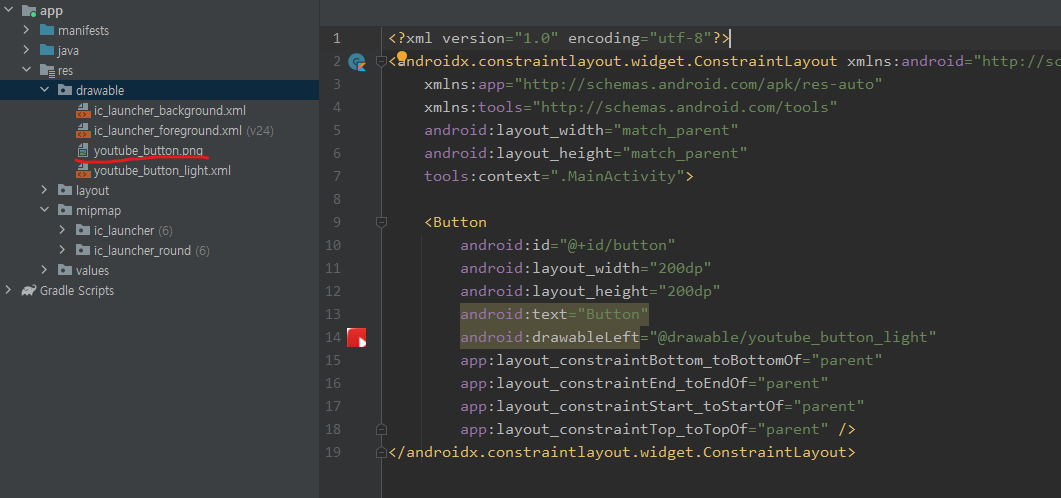 app
manifests
java
res
drawable
ic_launcher_background.xml
ic_launcher_foreground.xml (v24)
youtube_button.png
youtube_button_light.xml
layout
mipmap
ic_launcher (6)
ic_launcher_round (6)
values
Gradle Scripts
1 <?xml version="1.0" encoding="utf-8"?>
2 <androidx.constraintlayout.widget.ConstraintLayout xmlns:android="http://sc
3 xmlns:app="http://schemas.android.com/apk/res-auto"
4 xmlns:tools="http://schemas.android.com/tools"
5 android:layout_width="match_parent"
6 android:layout_height="match_parent"
7 tools:context=".MainActivity">
8
9 <Button
10 android:id="@+id/button"
11 android:layout_width="200dp"
12 android:layout_height="200dp"
13 android:text="Button"
14 android:drawableLeft="@drawable/youtube_button_light"
15 app:layout_constraintBottom_toBottomOf="parent"
16 app:layout_constraintEnd_toEndOf="parent"
17 app:layout_constraintStart_toStartOf="parent"
18 app:layout_constraintTop_toTopOf="parent" />
19 </androidx.constraintlayout.widget.ConstraintLayout>